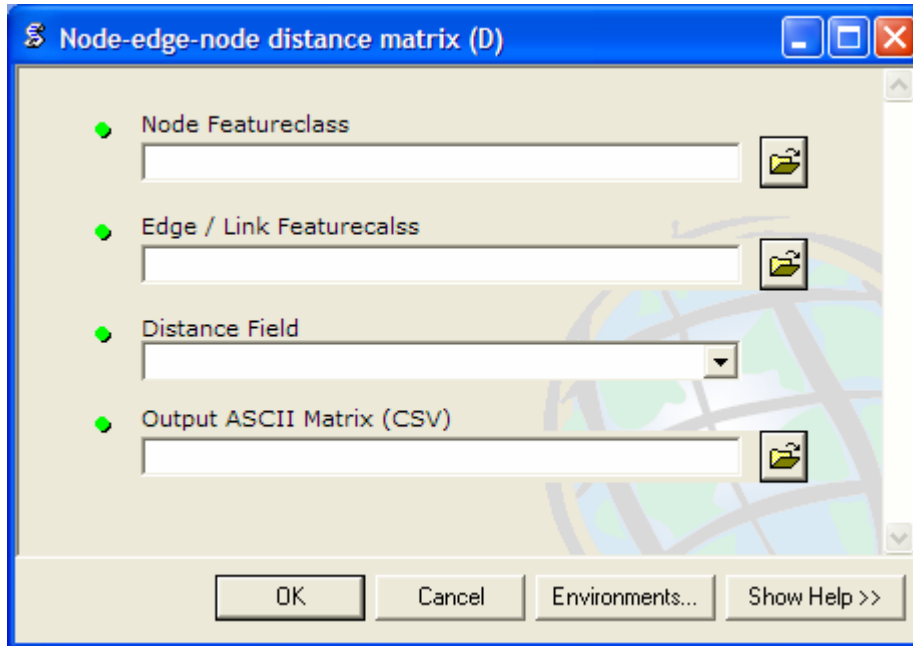 Node-edge-node distance matrix (D)
Node Featureclass
Edge / Link Featurecalss
Distance Field
Output ASCII Matrix (CSV)
OK Cancel Environments... Show Help >>